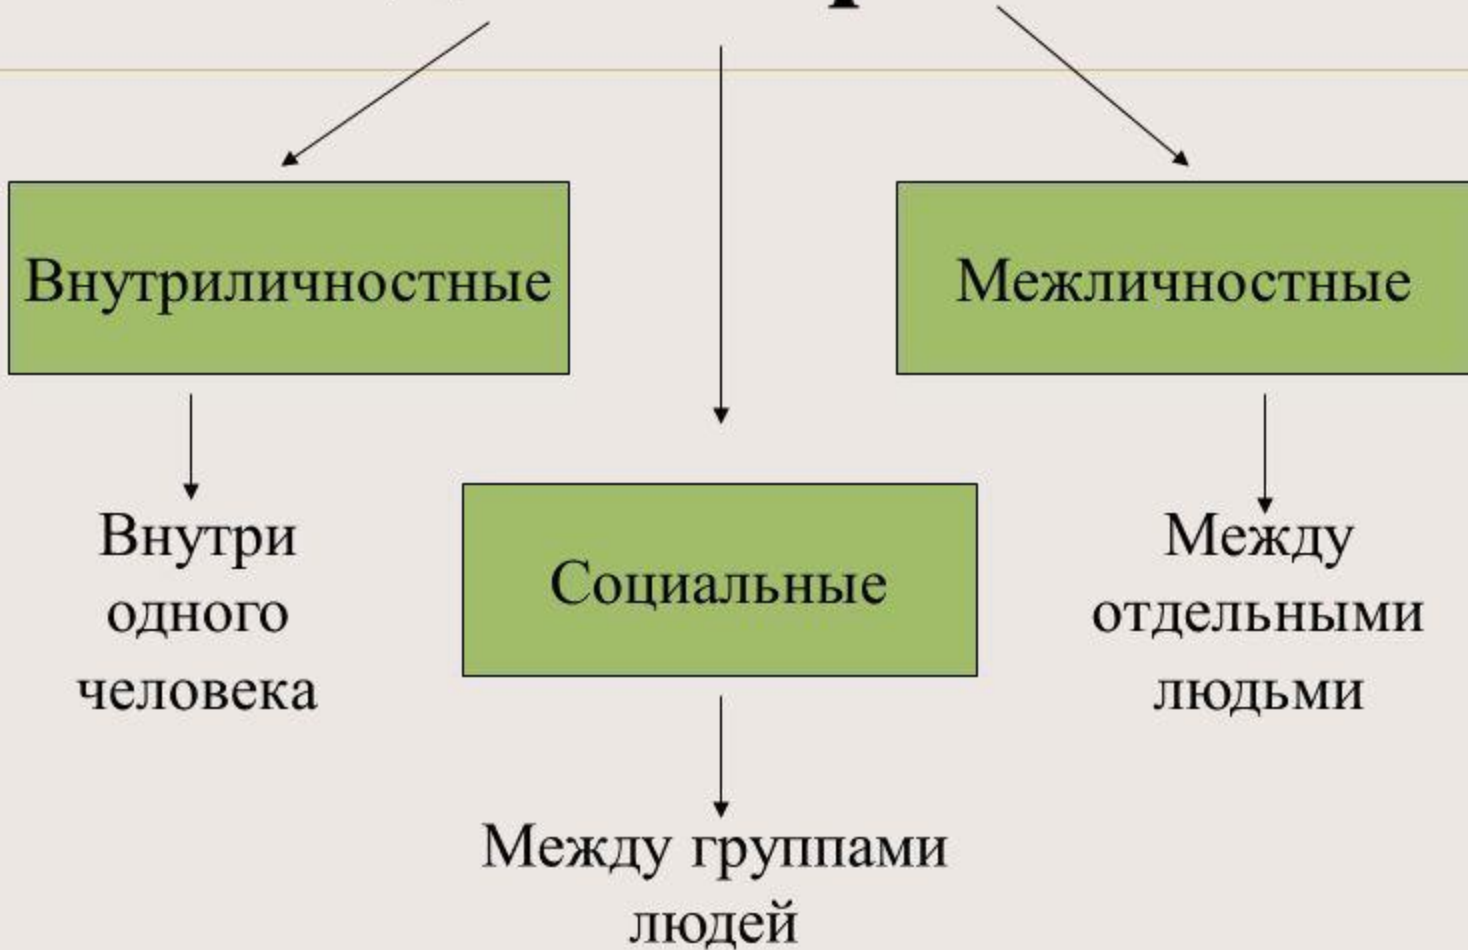 Внутриличностные
Межличностные
Внутри
одного
человека
Социальные
Между
отдельными
людьми
Между группами
людей